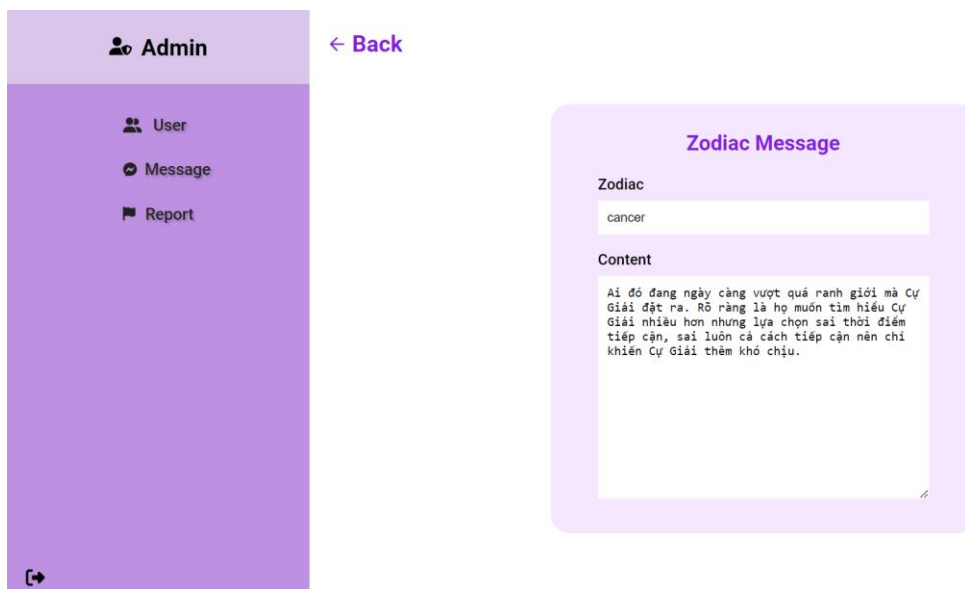 Admin
User
Message
Report
← Back
Zodiac Message
Zodiac
cancer
Content
Ai đó đang ngày càng vượt quá ranh giới mà Cự
Giải đặt ra. Rõ ràng là họ muốn tìm hiểu Cự
Giải nhiều hơn nhưng lựa chọn sai thời điểm
tiếp cận, sai luôn cả cách tiếp cận nên chỉ
khiến Cự Giải thêm khó chịu.